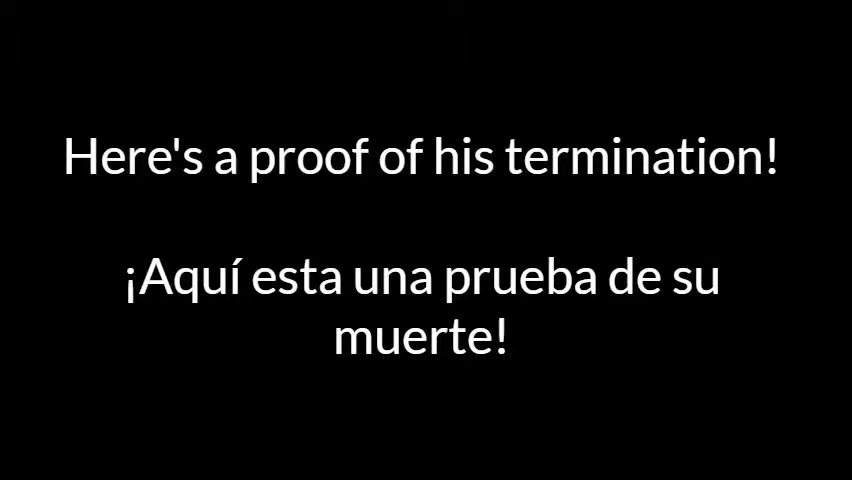 Here's a proof of his termination!
¡Aquí esta una prueba de su
muerte!